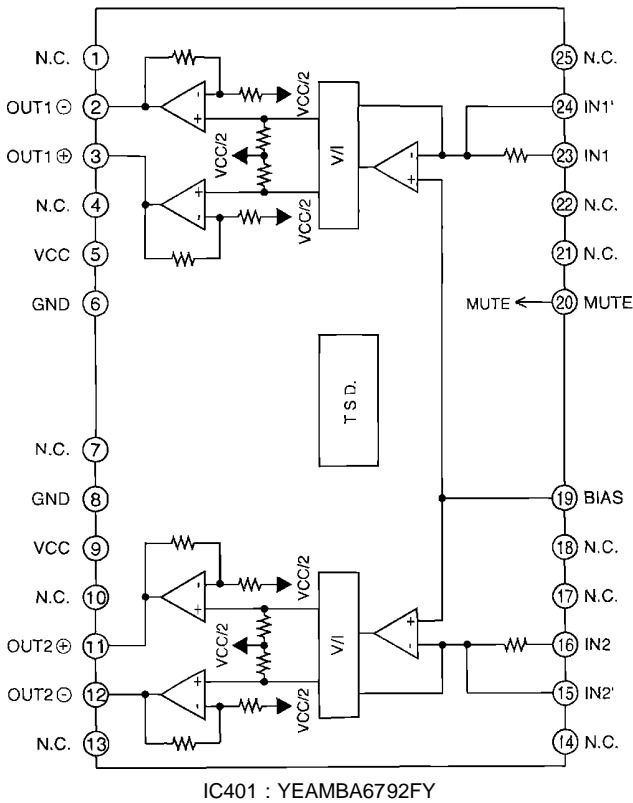 N.C. 1
OUT1⊖ 2
OUT1⊕ 3
N.C. 4
VCC 5
GND 6
N.C. 7
GND 8
VCC 9
N.C. 10
OUT2⊕ 11
OUT2⊖ 12
N.C. 13
- VCC/2
+
VCC/2
+
- VCC/2
V/I
-
+
T S D.
- VCC/2
+
VCC/2
+
- VCC/2
V/I
+
-
25 N.C.
24 IN1'
23 IN1
22 N.C.
21 N.C.
MUTE 20 MUTE
19 BIAS
18 N.C.
17 N.C.
16 IN2
15 IN2'
14 N.C.
IC401 : YEAMBA6792FY